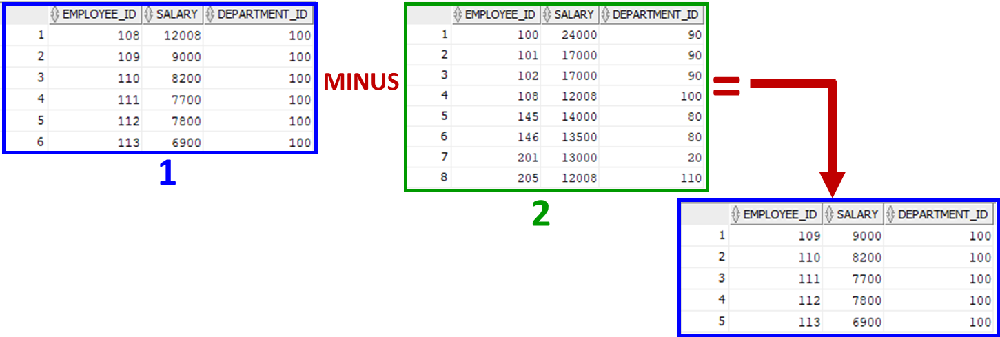 EMPLOYEE_ID SALARY DEPARTMENT_ID
1 108 12008 100
2 109 9000 100
3 110 8200 100
4 111 7700 100
5 112 7800 100
6 113 6900 100
1
MINUS
EMPLOYEE_ID SALARY DEPARTMENT_ID
1 100 24000 90
2 101 17000 90
3 102 17000 90
4 108 12008 100
5 145 14000 80
6 146 13500 80
7 201 13000 20
8 205 12008 110
2
=
EMPLOYEE_ID SALARY DEPARTMENT_ID
1 109 9000 100
2 110 8200 100
3 111 7700 100
4 112 7800 100
5 113 6900 100